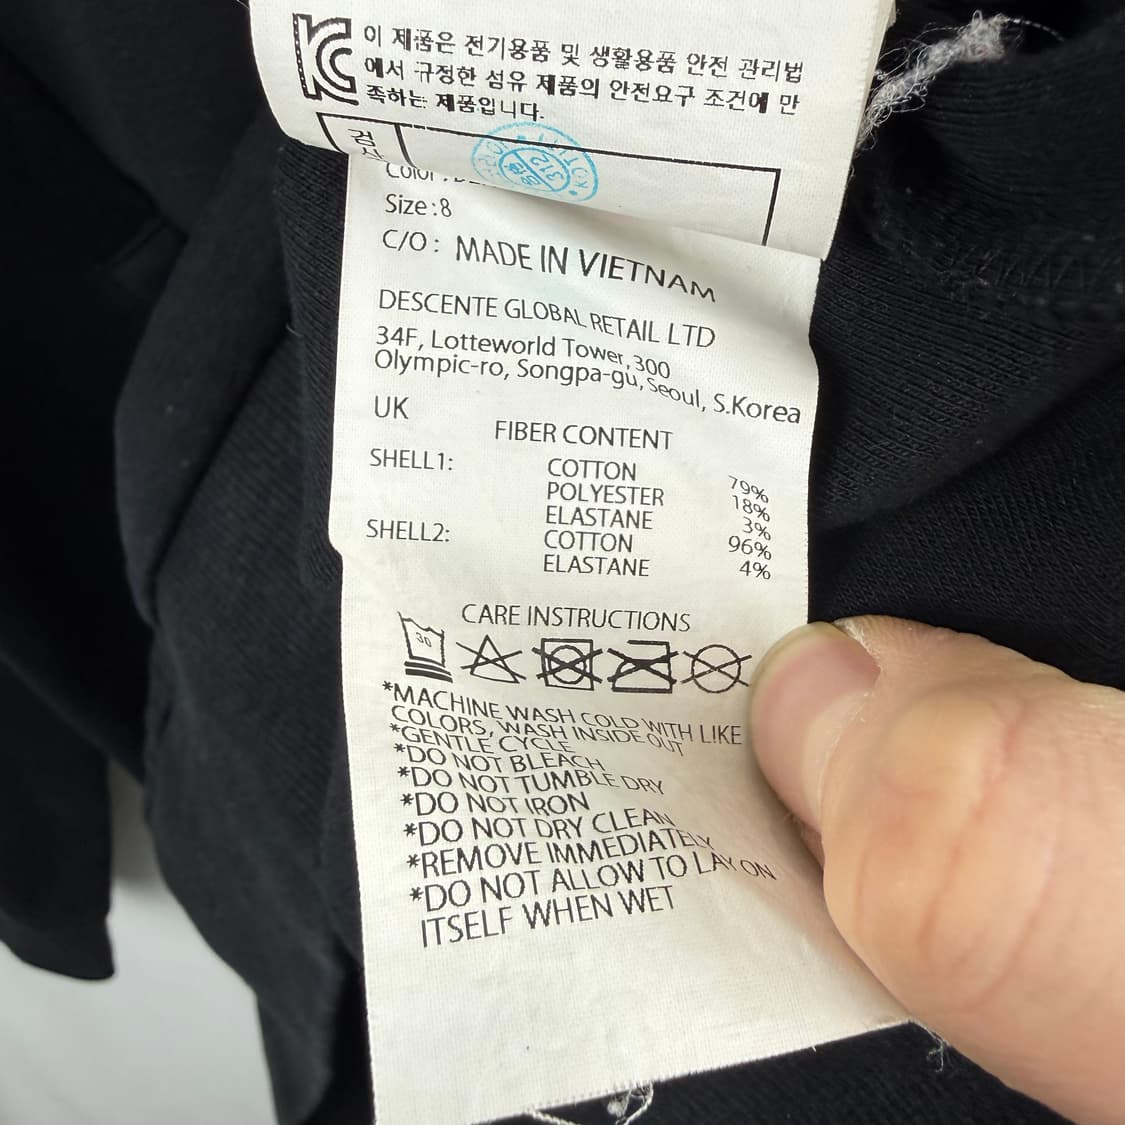 이 제품은 전기용품 및 생활용품 안전 관리법
에서 규정한 섬유 제품의 안전요구 조건에 만
족하는 제품입니다.
Size:8
C/O: MADE IN VIETNAM
DESCENTE GLOBAL RETAIL LTD
34F, Lotteworld Tower, 300
Olympic-ro, Songpa-gu, Seoul, S.Korea
UK
FIBER CONTENT
SHELL1: COTTON 79%
POLYESTER 18%
ELASTANE 3%
SHELL2: COTTON 96%
ELASTANE 4%
CARE INSTRUCTIONS
30
*MACHINE WASH COLD WITH LIKE
COLORS, WASH INSIDE OUT
*GENTLE CYCLE
*DO NOT BLEACH
*DO NOT TUMBLE DRY
*DO NOT IRON
*DO NOT DRY CLEAN
*REMOVE IMMEDIATELY
*DO NOT ALLOW TO LAY ON
ITSELF WHEN WET